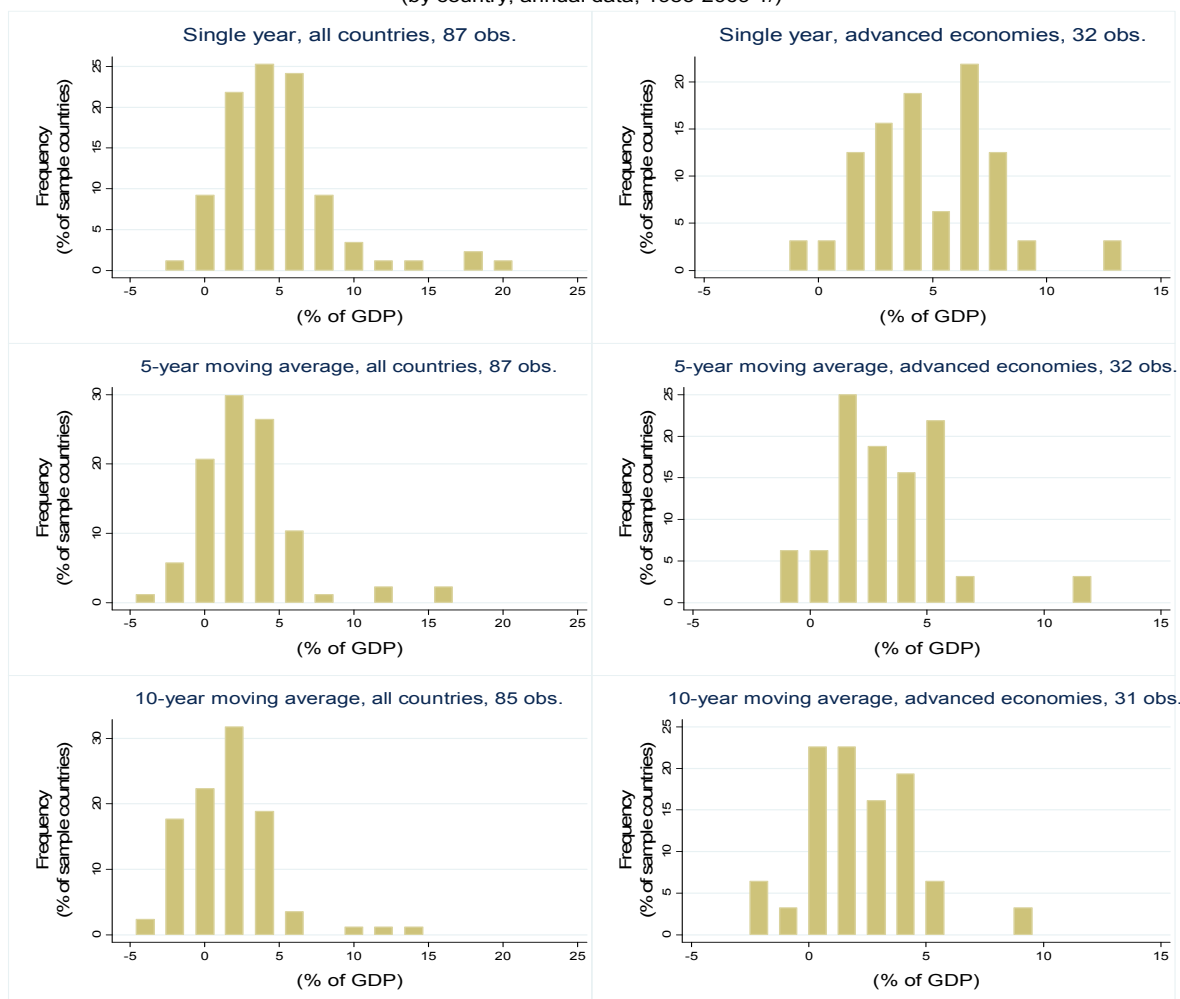 Single year, all countries, 87 obs.
Frequency
(% of sample countries)
0 5 10 15 20 25
-5 0 5 10 15 20 25
(% of GDP)
Single year, advanced economies, 32 obs.
Frequency
(% of sample countries)
0 5 10 15 20
-5 0 5 10 15
(% of GDP)
5-year moving average, all countries, 87 obs.
Frequency
(% of sample countries)
0 10 20 30
-5 0 5 10 15 20 25
(% of GDP)
5-year moving average, advanced economies, 32 obs.
Frequency
(% of sample countries)
0 5 10 15 20 25
-5 0 5 10 15
(% of GDP)
10-year moving average, all countries, 85 obs.
Frequency
(% of sample countries)
0 10 20 30
-5 0 5 10 15 20 25
(% of GDP)
10-year moving average, advanced economies, 31 obs.
Frequency
(% of sample countries)
0 5 10 15 20 25
-5 0 5 10 15
(% of GDP)